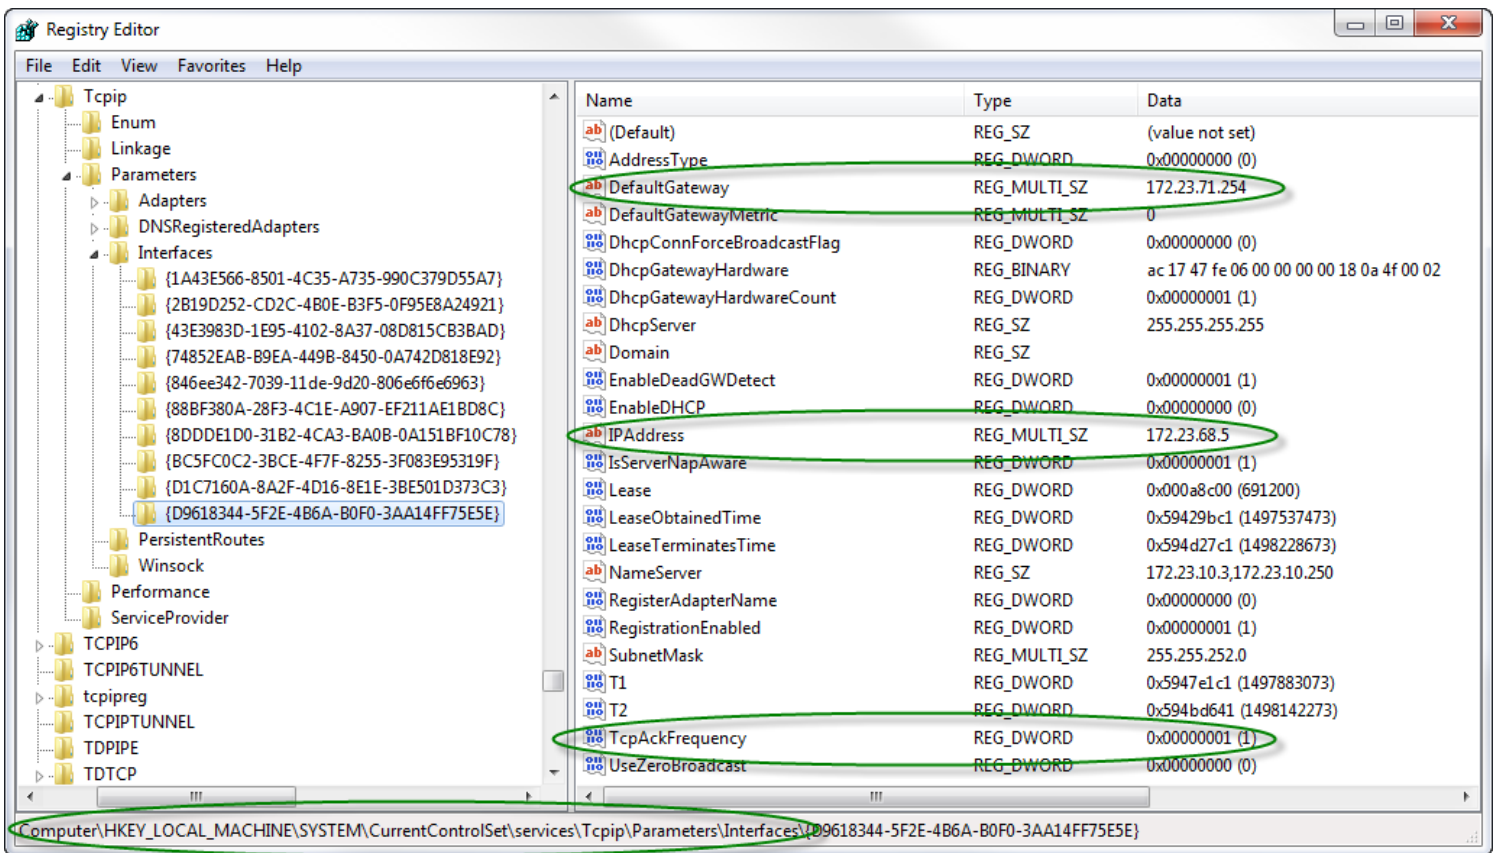 Registry Editor
File Edit View Favorites Help
Tcpip
Enum
Linkage
Parameters
Adapters
DNSRegisteredAdapters
Interfaces
{1A43E566-8501-4C35-A735-990C379D55A7}
{2B19D252-CD2C-4B0E-B3F5-0F95E8A24921}
{43E3983D-1E95-4102-8A37-08D815CB3BAD}
{74852EAB-B9EA-449B-8450-0A742D818E92}
{846ee342-7039-11de-9d20-806e6f6e6963}
{88BF380A-28F3-4C1E-A907-EF211AE1BD8C}
{8DDDE1D0-31B2-4CA3-BA0B-0A151BF10C78}
{BC5FC0C2-3BCE-4F7F-8255-3F083E95319F}
{D1C7160A-8A2F-4D16-8E1E-3BE501D373C3}
{D9618344-5F2E-4B6A-B0F0-3AA14FF75E5E}
PersistentRoutes
Winsock
Performance
ServiceProvider
TCPIP6
TCPIP6TUNNEL
tcpipreg
TCPIPTUNNEL
TDPIPE
TDTCP
Name Type Data
(Default) REG_SZ (value not set)
AddressType REG_DWORD 0x00000000 (0)
DefaultGateway REG_MULTI_SZ 172.23.71.254
DefaultGatewayMetric REG_MULTI_SZ 0
DhcpConnForceBroadcastFlag REG_DWORD 0x00000000 (0)
DhcpGatewayHardware REG_BINARY ac 17 47 fe 06 00 00 00 00 18 0a 4f 00 02
DhcpGatewayHardwareCount REG_DWORD 0x00000001 (1)
DhcpServer REG_SZ 255.255.255.255
Domain REG_SZ
EnableDeadGWDetect REG_DWORD 0x00000001 (1)
EnableDHCP REG_DWORD 0x00000000 (0)
IPAddress REG_MULTI_SZ 172.23.68.5
IsServerNapAware REG_DWORD 0x00000001 (1)
Lease REG_DWORD 0x000a8c00 (691200)
LeaseObtainedTime REG_DWORD 0x59429bc1 (1497537473)
LeaseTerminatesTime REG_DWORD 0x594d27c1 (1498228673)
NameServer REG_SZ 172.23.10.3,172.23.10.250
RegisterAdapterName REG_DWORD 0x00000000 (0)
RegistrationEnabled REG_DWORD 0x00000001 (1)
SubnetMask REG_MULTI_SZ 255.255.252.0
T1 REG_DWORD 0x5947e1c1 (1497883073)
T2 REG_DWORD 0x594bd641 (1498142273)
TcpAckFrequency REG_DWORD 0x00000001 (1)
UseZeroBroadcast REG_DWORD 0x00000000 (0)
Computer\HKEY_LOCAL_MACHINE\SYSTEM\CurrentControlSet\services\Tcpip\Parameters\Interfaces\{D9618344-5F2E-4B6A-B0F0-3AA14FF75E5E}